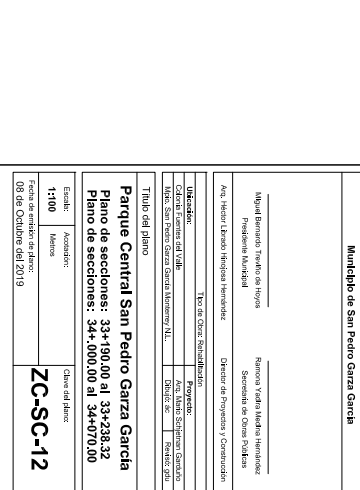 Municipio de San Pedro Garza Garcia
Miguel Bernardo Treviño de Hoyos
Presidente Municipal
Ramona Yadira Medina Hernández
Secretaria de Obras Públicas
Arq. Héctor Librado Hinojosa Hernández
Director de Proyectos y Construcción
Tipo de Obra: Rehabilitación
Ubicación:
Colonia Fuentes del Valle
Mpio. San Pedro Garza Garcia Monterrey N.L.
Proyecto:
Arq. Mario Schjetnan Garduño
Dibujó: ac
Revisó: gdu
Título del plano
Parque Central San Pedro Garza García
Plano de secciones: 33+190.00 al 33+238.32
Plano de secciones: 34+,000.00 al 34+070.00
Escala:
1:100
Acotación:
Metros
Fecha de emisión de plano:
08 de Octubre del 2019
Clave del plano:
ZC-SC-12